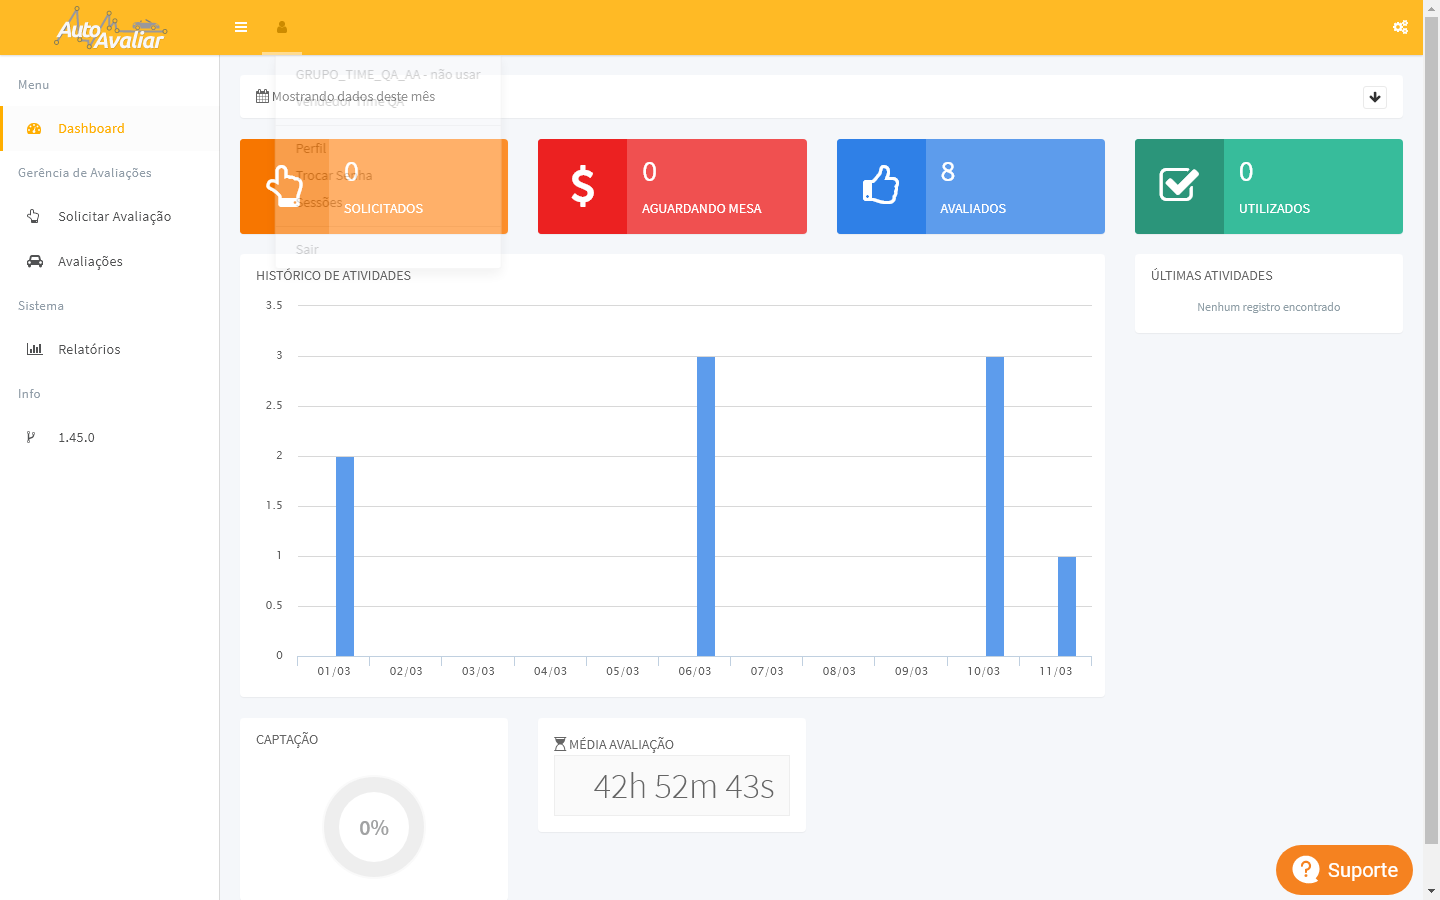 AutoAvaliar
Menu
Dashboard
Gerência de Avaliações
Solicitar Avaliação
Avaliações
Sistema
Relatórios
Info
1.45.0
GRUPO_TIME_QA_AA - não usar
Vendedor Time QA
Perfil
Trocar Senha
Sessões
Sair
Mostrando dados deste mês
0
SOLICITADOS
0
AGUARDANDO MESA
8
AVALIADOS
0
UTILIZADOS
HISTÓRICO DE ATIVIDADES
3.5
3
2.5
2
1.5
1
0.5
0
01/03 02/03 03/03 04/03 05/03 06/03 07/03 08/03 09/03 10/03 11/03
ÚLTIMAS ATIVIDADES
Nenhum registro encontrado
CAPTAÇÃO
0%
MÉDIA AVALIAÇÃO
42h 52m 43s
Suporte